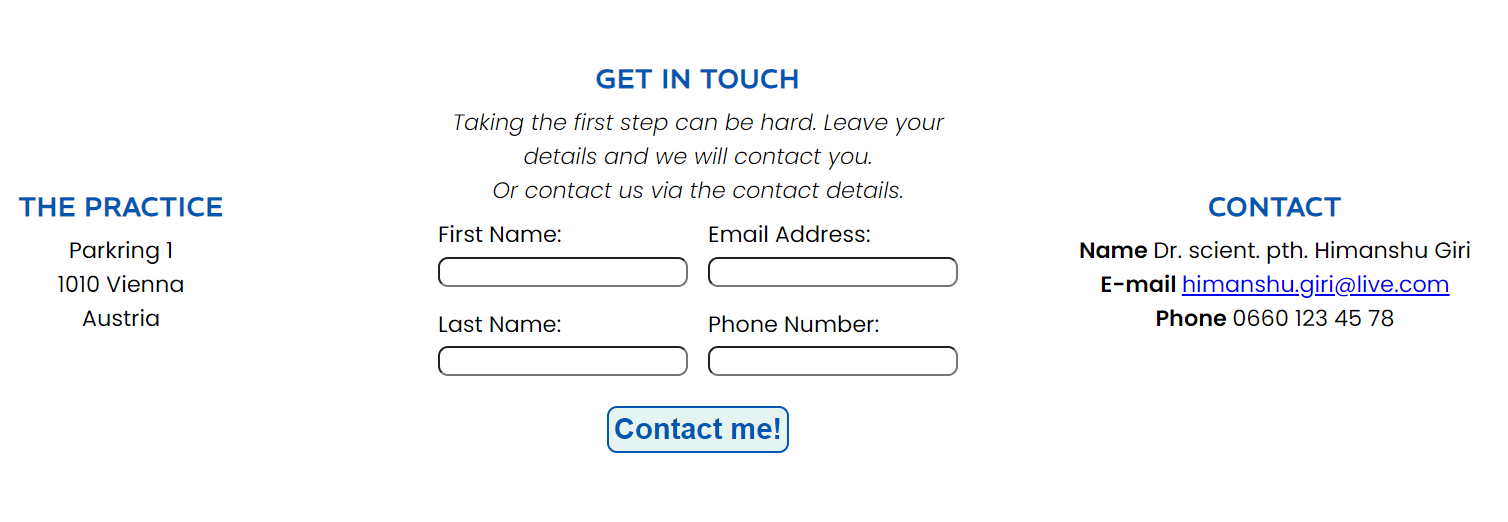 THE PRACTICE
Parkring 1
1010 Vienna
Austria
GET IN TOUCH
Taking the first step can be hard. Leave your
details and we will contact you.
Or contact us via the contact details.
First Name:
Email Address:
Last Name:
Phone Number:
Contact me!
CONTACT
Name Dr. scient. pth. Himanshu Giri
E-mail himanshu.giri@live.com
Phone 0660 123 45 78